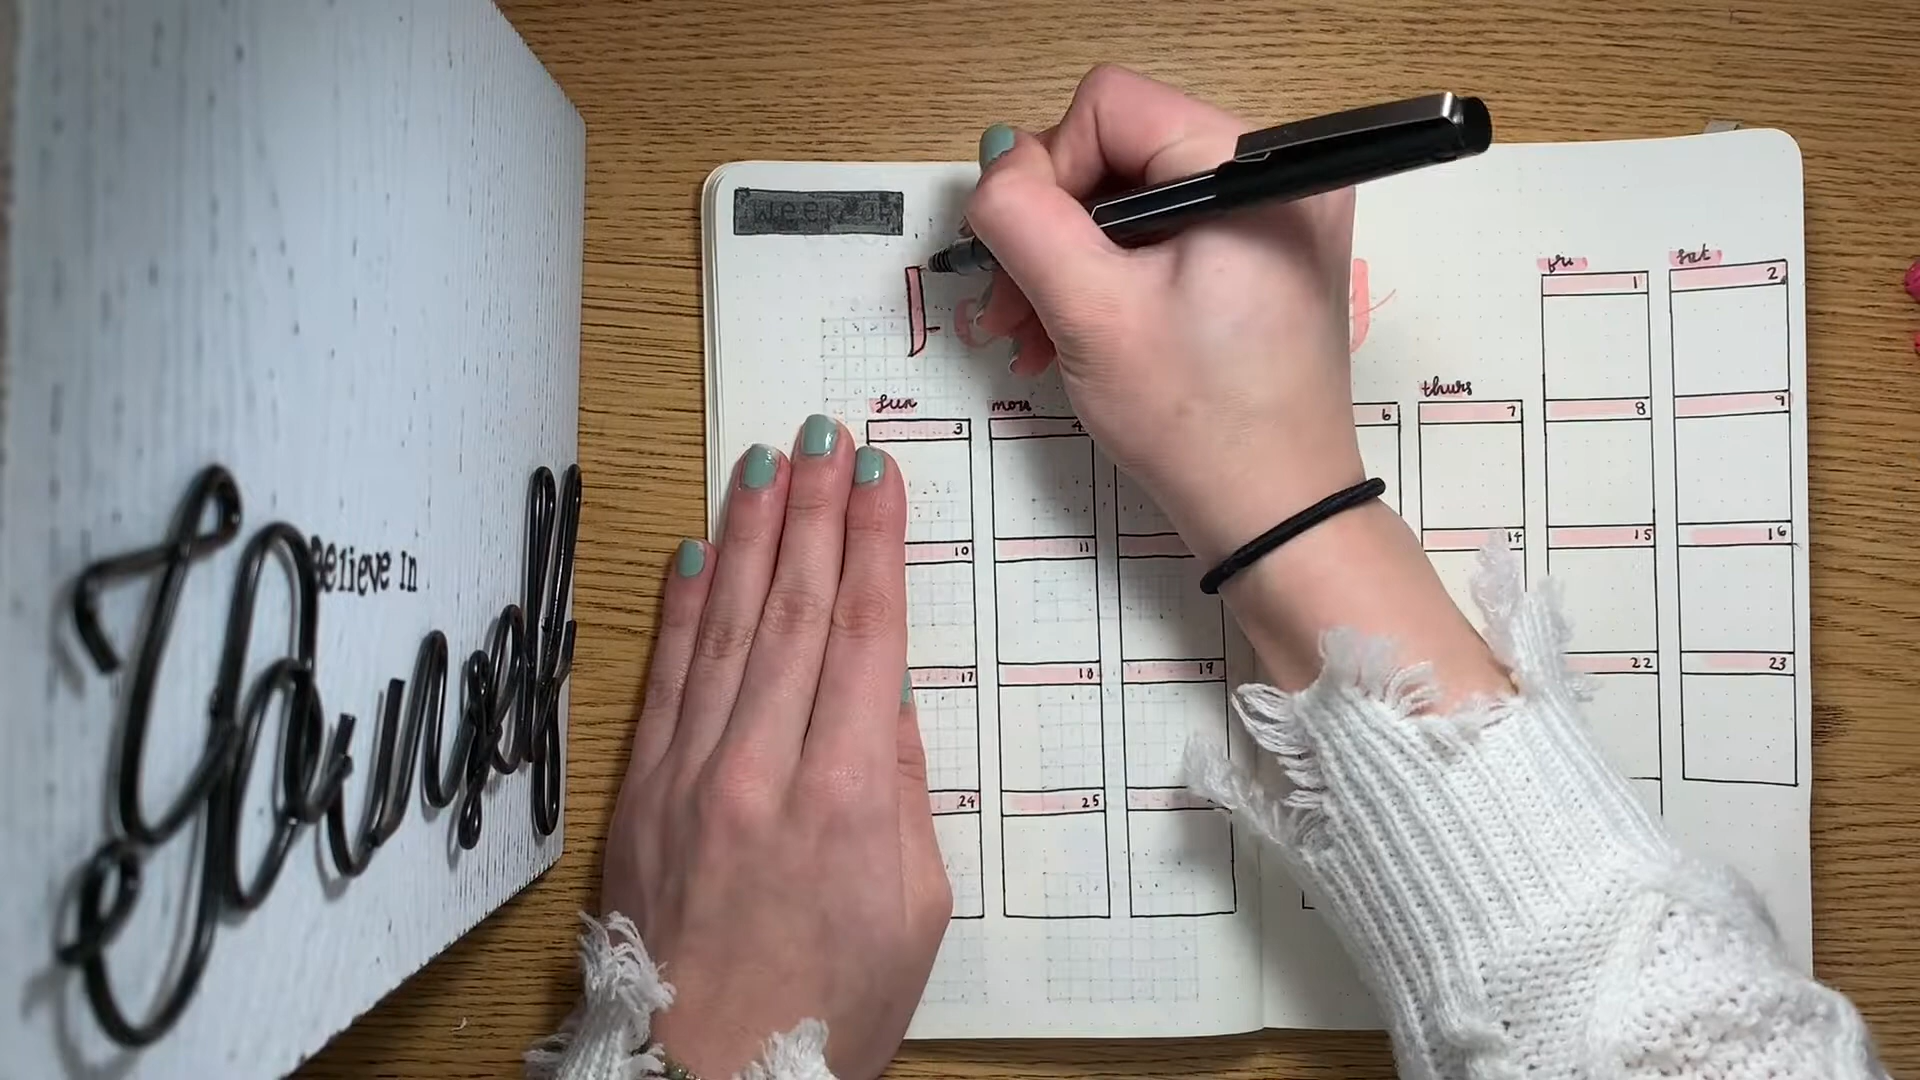 Believe In
Yourself
week of
fri sat
1 2
sun mon thurs
3 4 6 7 8 9
10 11 14 15 16
17 18 19 22 23
24 25